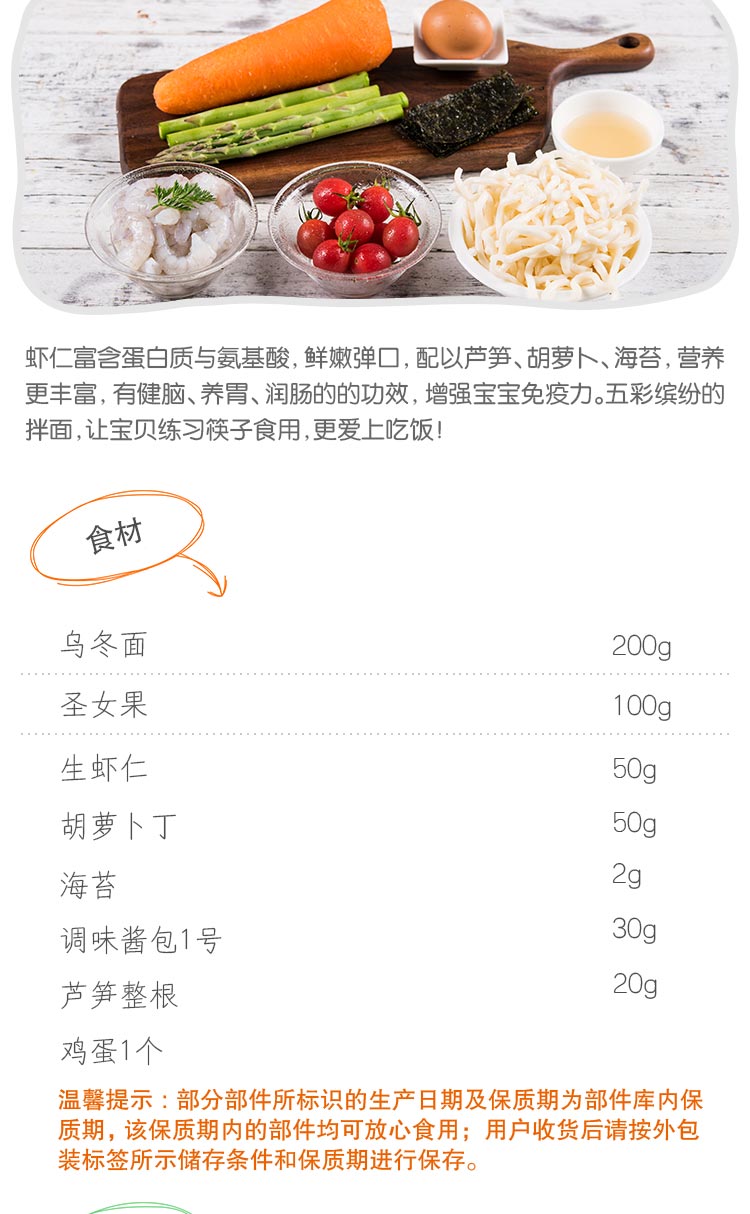 虾仁富含蛋白质与氨基酸，鲜嫩弹口，配以芦笋、胡萝卜、海苔，营养
更丰富，有健脑、养胃、润肠的的功效，增强宝宝免疫力。五彩缤纷的
拌面，让宝贝练习筷子食用，更爱上吃饭！
食材
乌冬面 200g
圣女果 100g
生虾仁 50g
胡萝卜丁 50g
海苔 2g
调味酱包1号 30g
芦笋整根 20g
鸡蛋1个
温馨提示：部分部件所标识的生产日期及保质期为部件库内保
质期，该保质期内的部件均可放心食用；用户收货后请按外包
装标签所示储存条件和保质期进行保存。